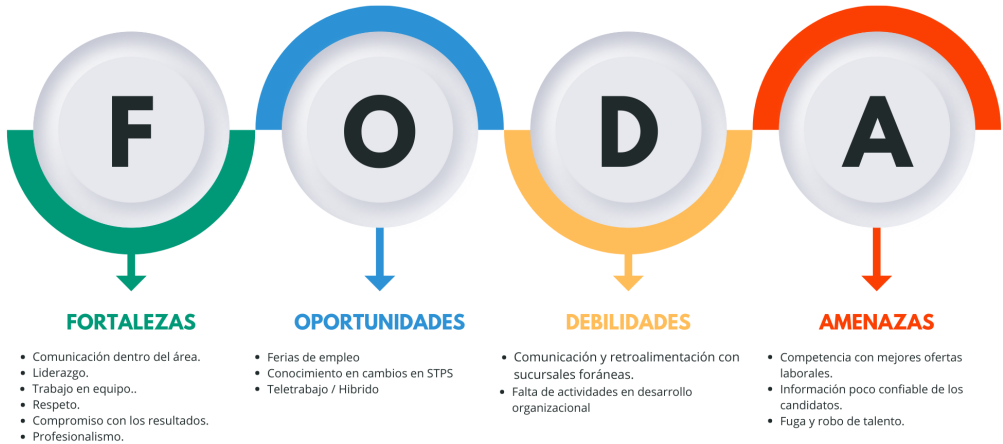 F
O
D
A
FORTALEZAS
• Comunicación dentro del área.
• Liderazgo.
• Trabajo en equipo..
• Respeto.
• Compromiso con los resultados.
• Profesionalismo.
OPORTUNIDADES
• Ferias de empleo
• Conocimiento en cambios en STPS
• Teletrabajo / Hibrido
DEBILIDADES
• Comunicación y retroalimentación con
sucursales foráneas.
• Falta de actividades en desarrollo
organizacional
AMENAZAS
• Competencia con mejores ofertas
laborales.
• Información poco confiable de los
candidatos.
• Fuga y robo de talento.